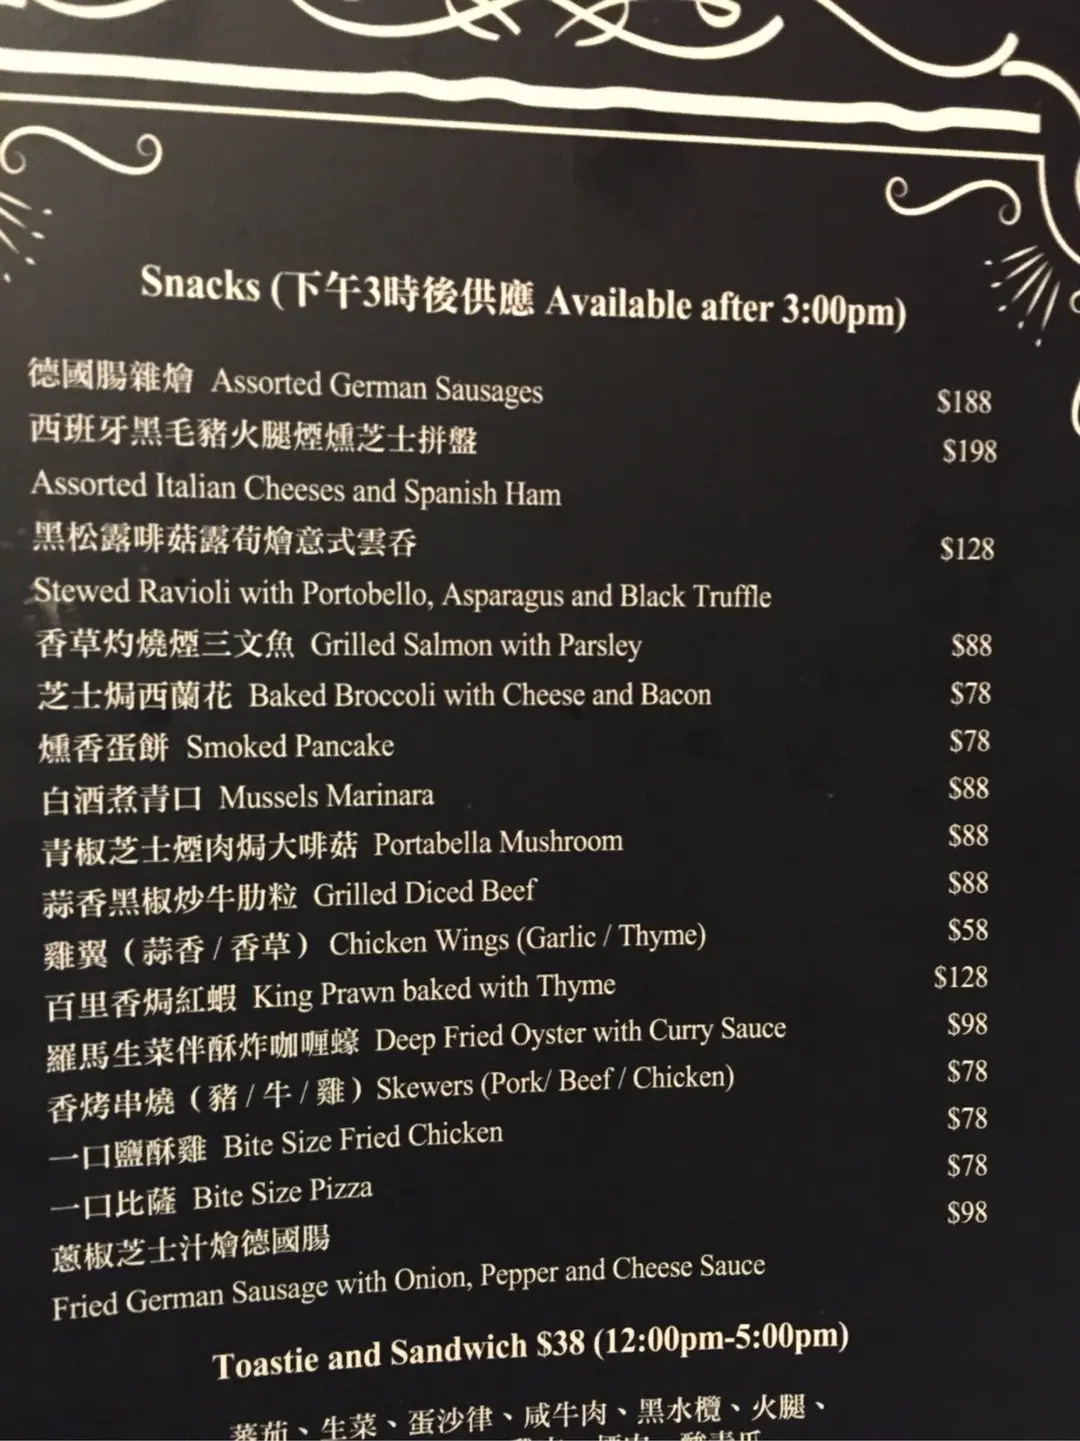 Snacks (下午3時後供應 Available after 3:00pm)
德國腸雜燴 Assorted German Sausages $188
西班牙黑毛豬火腿煙燻芝士拼盤 $198
Assorted Italian Cheeses and Spanish Ham
黑松露啡菇露荀燴意式雲吞 $128
Stewed Ravioli with Portobello, Asparagus and Black Truffle
香草灼燒煙三文魚 Grilled Salmon with Parsley $88
芝士焗西蘭花 Baked Broccoli with Cheese and Bacon $78
燻香蛋餅 Smoked Pancake $78
白酒煮青口 Mussels Marinara $88
青椒芝士煙肉焗大啡菇 Portabella Mushroom $88
蒜香黑椒炒牛肋粒 Grilled Diced Beef $88
雞翼（蒜香/香草）Chicken Wings (Garlic / Thyme) $58
百里香焗紅蝦 King Prawn baked with Thyme $128
羅馬生菜伴酥炸咖喱蠔 Deep Fried Oyster with Curry Sauce $98
香烤串燒（豬/牛/雞）Skewers (Pork/ Beef / Chicken) $78
一口鹽酥雞 Bite Size Fried Chicken $78
一口比薩 Bite Size Pizza $78
蔥椒芝士汁燴德國腸 $98
Fried German Sausage with Onion, Pepper and Cheese Sauce
Toastie and Sandwich $38 (12:00pm-5:00pm)
蕃茄、生菜、蛋沙律、咸牛肉、黑水欖、火腿、